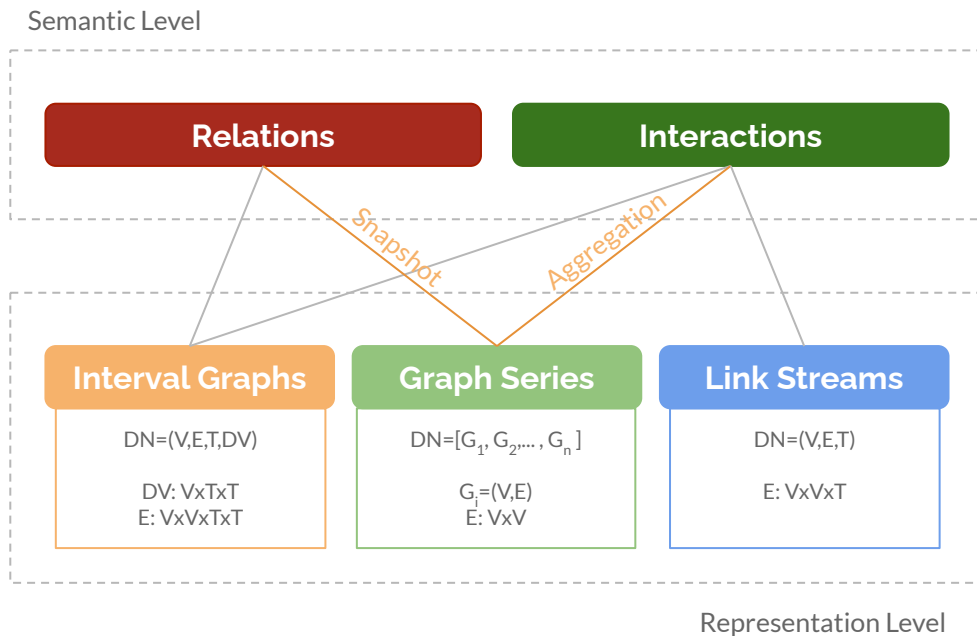 Semantic Level
Relations
Interactions
Snapshot
Aggregation
Interval Graphs
Graph Series
Link Streams
DN=(V,E,T,DV)
DV: VxTxT
E: VxVxTxT
DN=[G₁, G₂,... , Gₙ ]
Gᵢ=(V,E)
E: VxV
DN=(V,E,T)
E: VxVxT
Representation Level